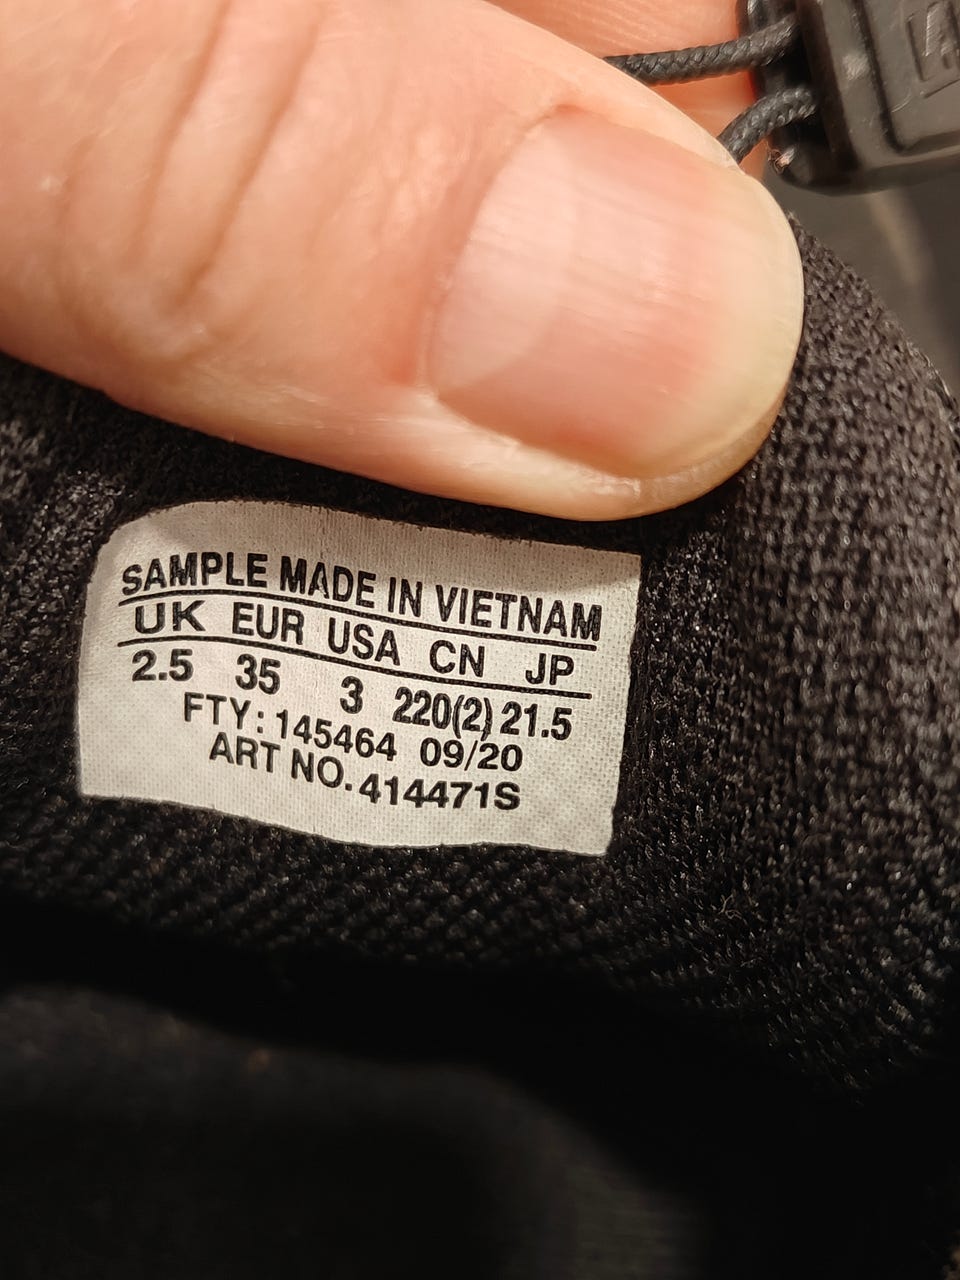 SAMPLE MADE IN VIETNAM
UK EUR USA CN JP
2.5 35 3 220(2) 21.5
FTY: 145464 09/20
ART NO. 414471S